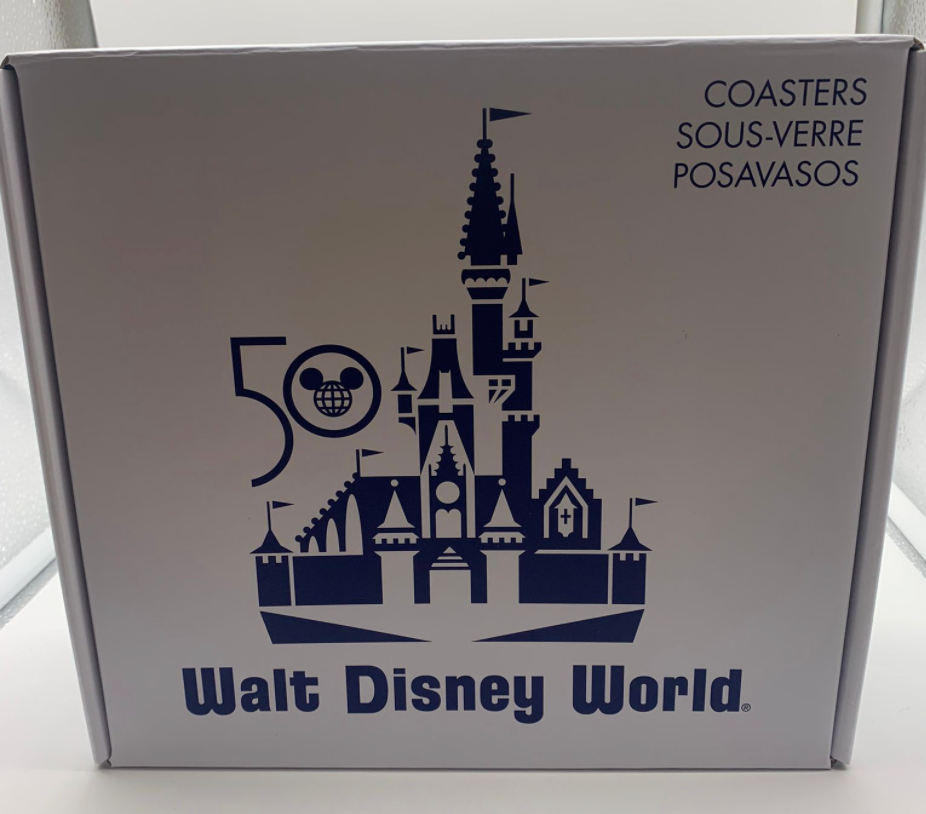 COASTERS
SOUS-VERRE
POSAVASOS
50
Walt Disney World®